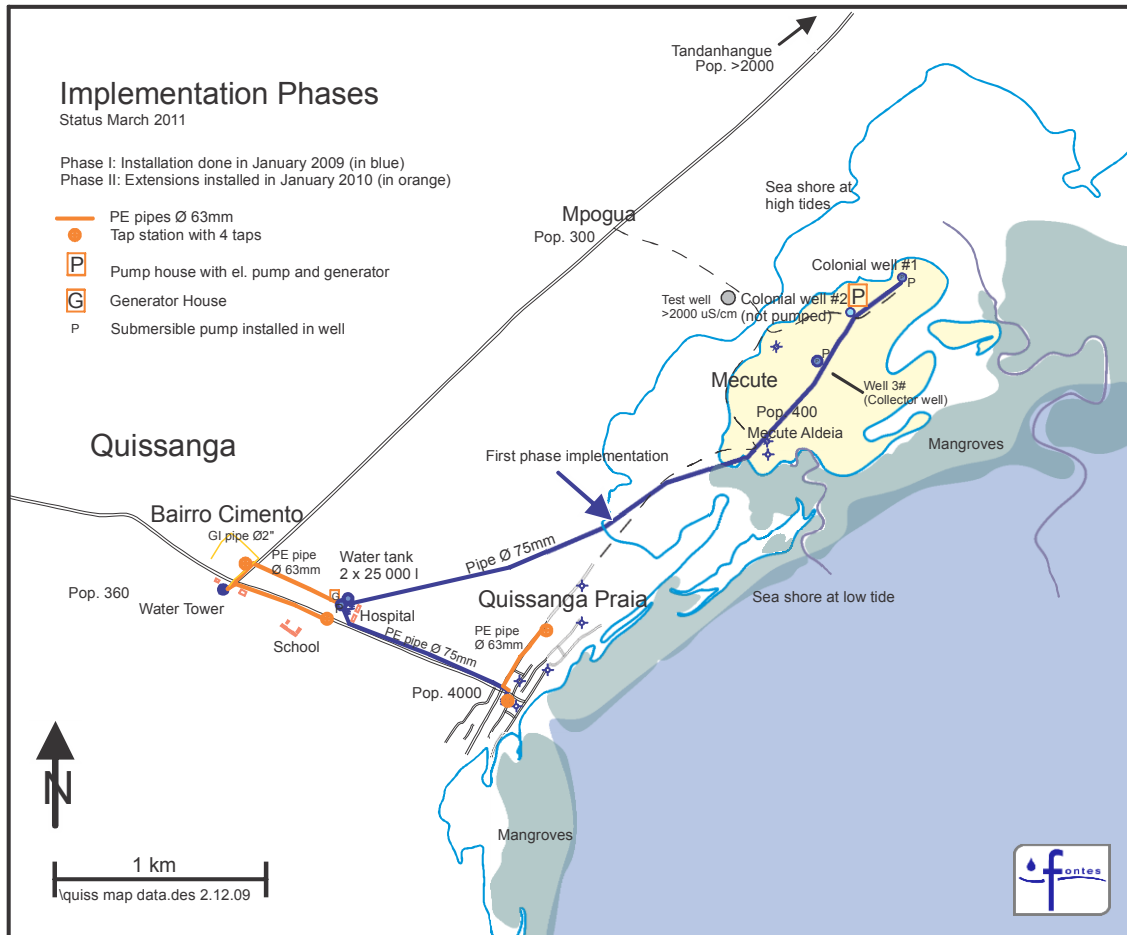 Tandanhangue
Pop. >2000
Implementation Phases
Status March 2011
Phase I: Installation done in January 2009 (in blue)
Phase II: Extensions installed in January 2010 (in orange)
PE pipes Ø 63mm
Tap station with 4 taps
P
Pump house with el. pump and generator
G
Generator House
P
Submersible pump installed in well
Sea shore at
high tides
Mpogua
Pop. 300
Colonial well #1
P
Test well
>2000 uS/cm
Colonial well #2
(not pumped)
P
P
Mecute
Well 3#
(Collector well)
Pop. 400
Mecute Aldeia
Mangroves
Quissanga
First phase implementation
Bairro Cimento
GI pipe Ø2"
PE pipe
Ø 63mm
Water tank
2 x 25 000 l
Pipe Ø 75mm
Pop. 360
Water Tower
G
P
Hospital
School
Quissanga Praia
Sea shore at low tide
PE pipe
Ø 63mm
PE pipe Ø 75mm
Pop. 4000
N
Mangroves
1 km
\quiss map data.des 2.12.09
fontes